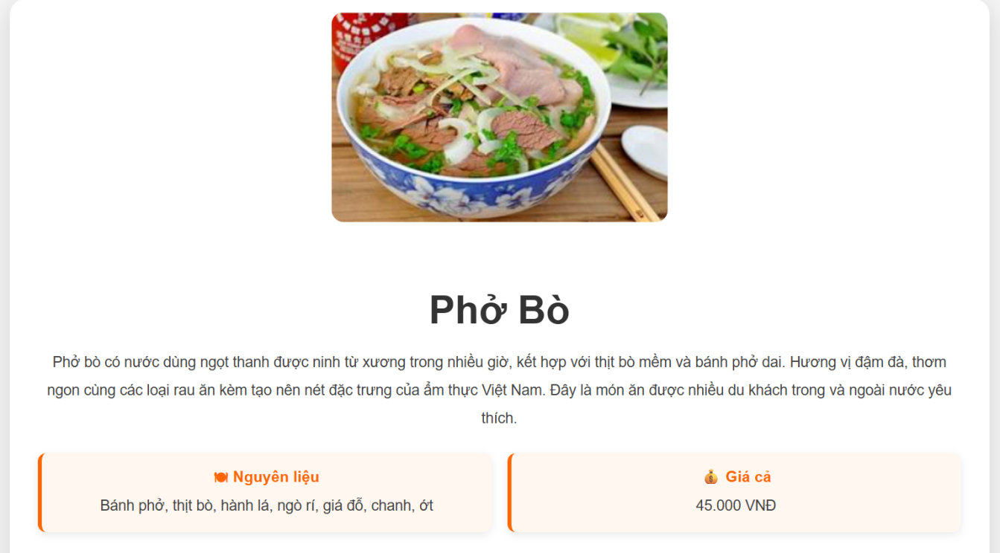 Phở Bò
Phở bò có nước dùng ngọt thanh được ninh từ xương trong nhiều giờ, kết hợp với thịt bò mềm và bánh phở dai. Hương vị đậm đà, thơm
ngon cùng các loại rau ăn kèm tạo nên nét đặc trưng của ẩm thực Việt Nam. Đây là món ăn được nhiều du khách trong và ngoài nước yêu
thích.
🍽️ Nguyên liệu
Bánh phở, thịt bò, hành lá, ngò rí, giá đỗ, chanh, ớt
💰 Giá cả
45.000 VNĐ